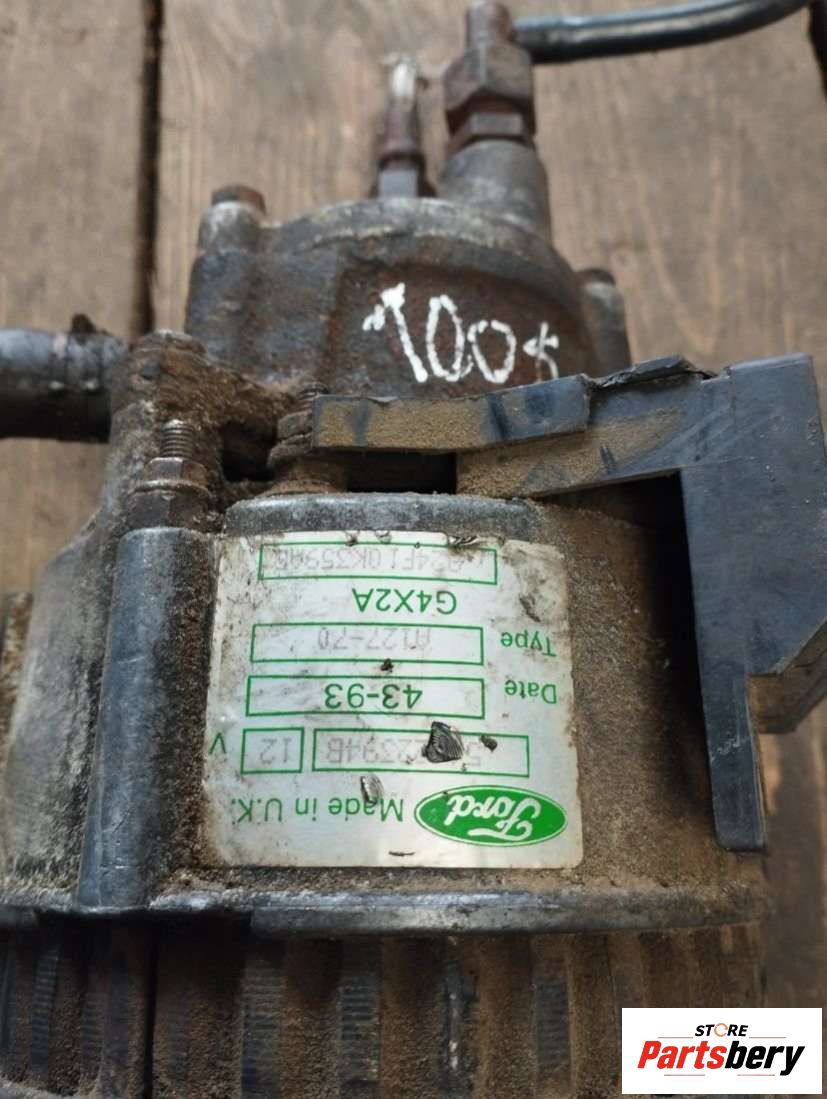 100$
Ford
Made in U.K.
12 V
Date 43-93
Type A127-70
G4X2A
STORE
Partsbery